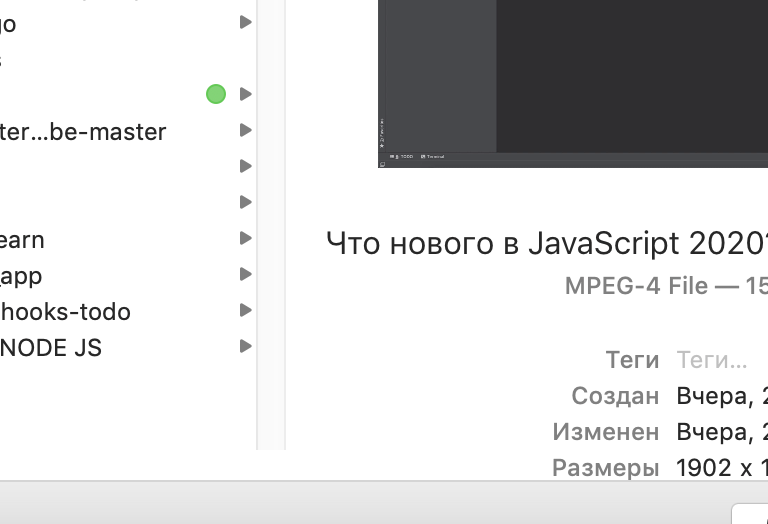 go
s
ter...be-master
earn
_app
hooks-todo
NODE JS
TODO Terminal
Что нового в JavaScript 2020?
MPEG-4 File — 15
Теги Теги...
Создан Вчера, 2
Изменен Вчера, 2
Размеры 1902 x 1